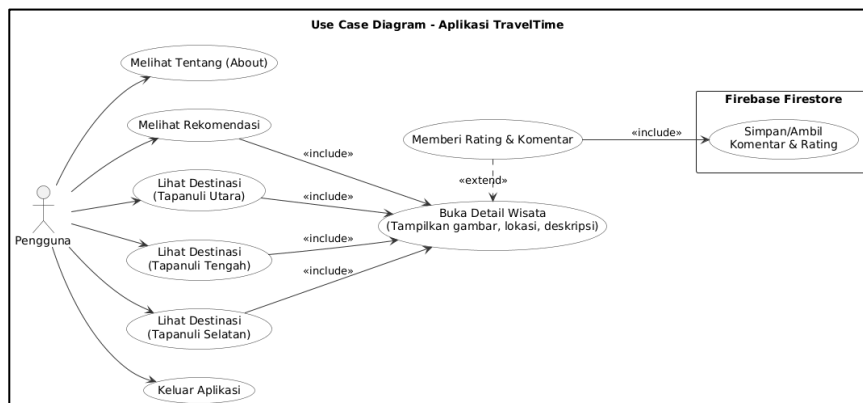 Use Case Diagram - Aplikasi TravelTime
Melihat Tentang (About)
Melihat Rekomendasi
Lihat Destinasi
(Tapanuli Utara)
Pengguna
Lihat Destinasi
(Tapanuli Tengah)
Lihat Destinasi
(Tapanuli Selatan)
Keluar Aplikasi
«include»
«include»
«include»
«include»
Memberi Rating & Komentar
«extend»
Buka Detail Wisata
(Tampilkan gambar, lokasi, deskripsi)
«include»
Firebase Firestore
Simpan/Ambil
Komentar & Rating